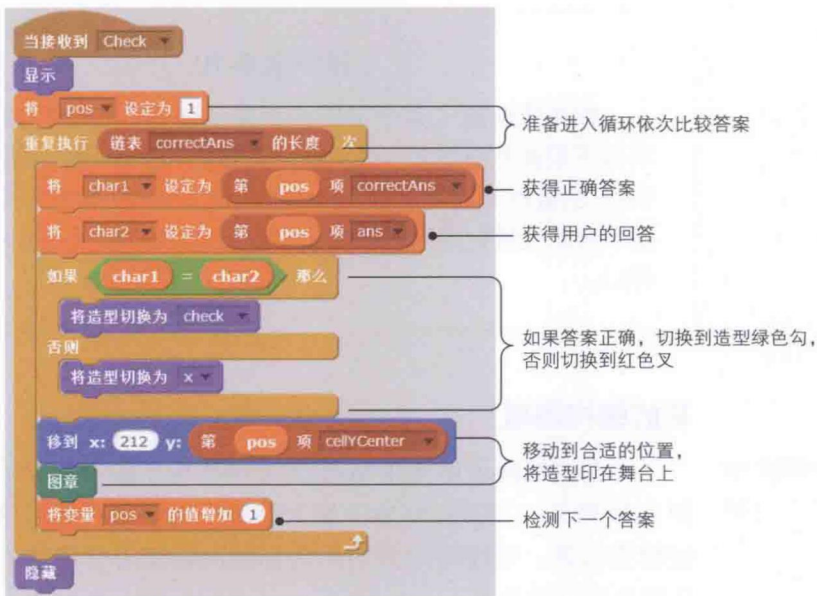 当接收到 Check
显示
将 pos 设定为 1
准备进入循环依次比较答案
重复执行 链表 correctAns 的长度 次
将 char1 设定为 第 pos 项 correctAns
获得正确答案
将 char2 设定为 第 pos 项 ans
获得用户的回答
如果 char1 = char2 那么
将造型切换为 check
否则
将造型切换为 x
如果答案正确，切换到造型绿色勾，
否则切换到红色叉
移到 x: 212 y: 第 pos 项 cellYCenter
移动到合适的位置，
将造型印在舞台上
图章
将变量 pos 的值增加 1
检测下一个答案
隐藏